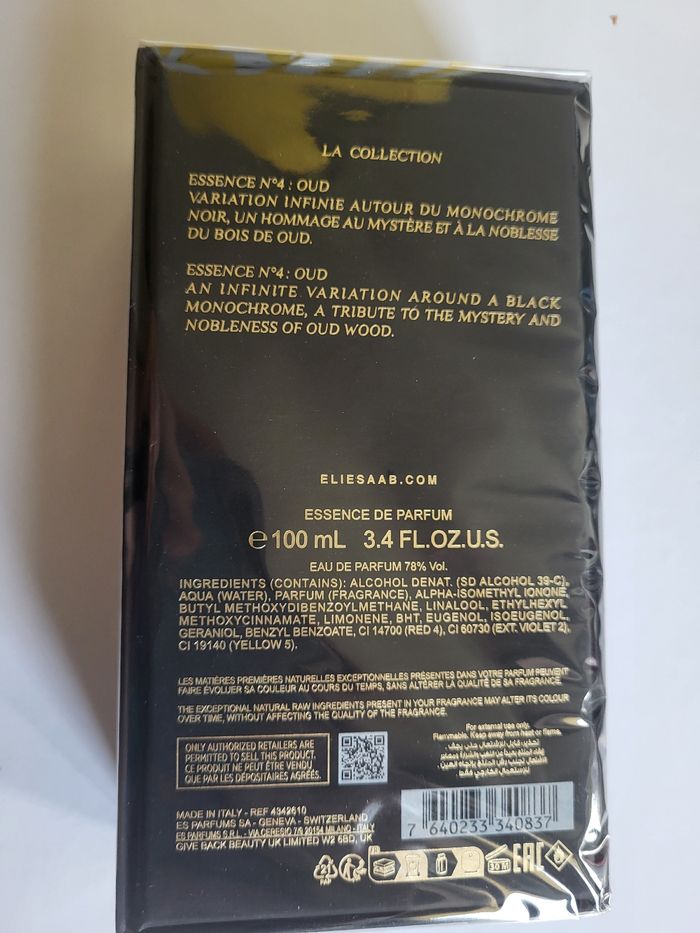 LA COLLECTION
ESSENCE N°4 : OUD
VARIATION INFINIE AUTOUR DU MONOCHROME
NOIR, UN HOMMAGE AU MYSTÈRE ET À LA NOBLESSE
DU BOIS DE OUD.
ESSENCE N°4 : OUD
AN INFINITE VARIATION AROUND A BLACK
MONOCHROME, A TRIBUTE TO THE MYSTERY AND
NOBLENESS OF OUD WOOD.
ELIESAAB.COM
ESSENCE DE PARFUM
℮ 100 mL 3.4 FL.OZ.U.S.
EAU DE PARFUM 78% Vol.
INGREDIENTS (CONTAINS): ALCOHOL DENAT. (SD ALCOHOL 39-C),
AQUA (WATER), PARFUM (FRAGRANCE), ALPHA-ISOMETHYL IONONE,
BUTYL METHOXYDIBENZOYLMETHANE, LINALOOL, ETHYLHEXYL
METHOXYCINNAMATE, LIMONENE, BHT, EUGENOL, ISOEUGENOL,
GERANIOL, BENZYL BENZOATE, CI 14700 (RED 4), CI 60730 (EXT. VIOLET 2),
CI 19140 (YELLOW 5).
LES MATIÈRES PREMIÈRES NATURELLES EXCEPTIONNELLES PRÉSENTES DANS VOTRE PARFUM PEUVENT
FAIRE ÉVOLUER SA COULEUR AU COURS DU TEMPS, SANS ALTÉRER LA QUALITÉ DE SA FRAGRANCE.
THE EXCEPTIONAL NATURAL RAW INGREDIENTS PRESENT IN YOUR FRAGRANCE MAY ALTER ITS COLOUR
OVER TIME, WITHOUT AFFECTING THE QUALITY OF THE FRAGRANCE.
For external use only.
Flammable. Keep away from heat or flame.
ONLY AUTHORIZED RETAILERS ARE
PERMITTED TO SELL THIS PRODUCT.
CE PRODUIT NE PEUT ÊTRE VENDU
QUE PAR LES DÉPOSITAIRES AGRÉÉS.
MADE IN ITALY - REF 4342610
ES PARFUMS SA - GENEVA - SWITZERLAND
ES PARFUMS S.R.L. - VIA CERESIO 7/9 20154 MILANO - ITALY
GIVE BACK BEAUTY UK LIMITED W2 6BD, UK
7 640233 340837
21
PAP
FR
30 M
EAC